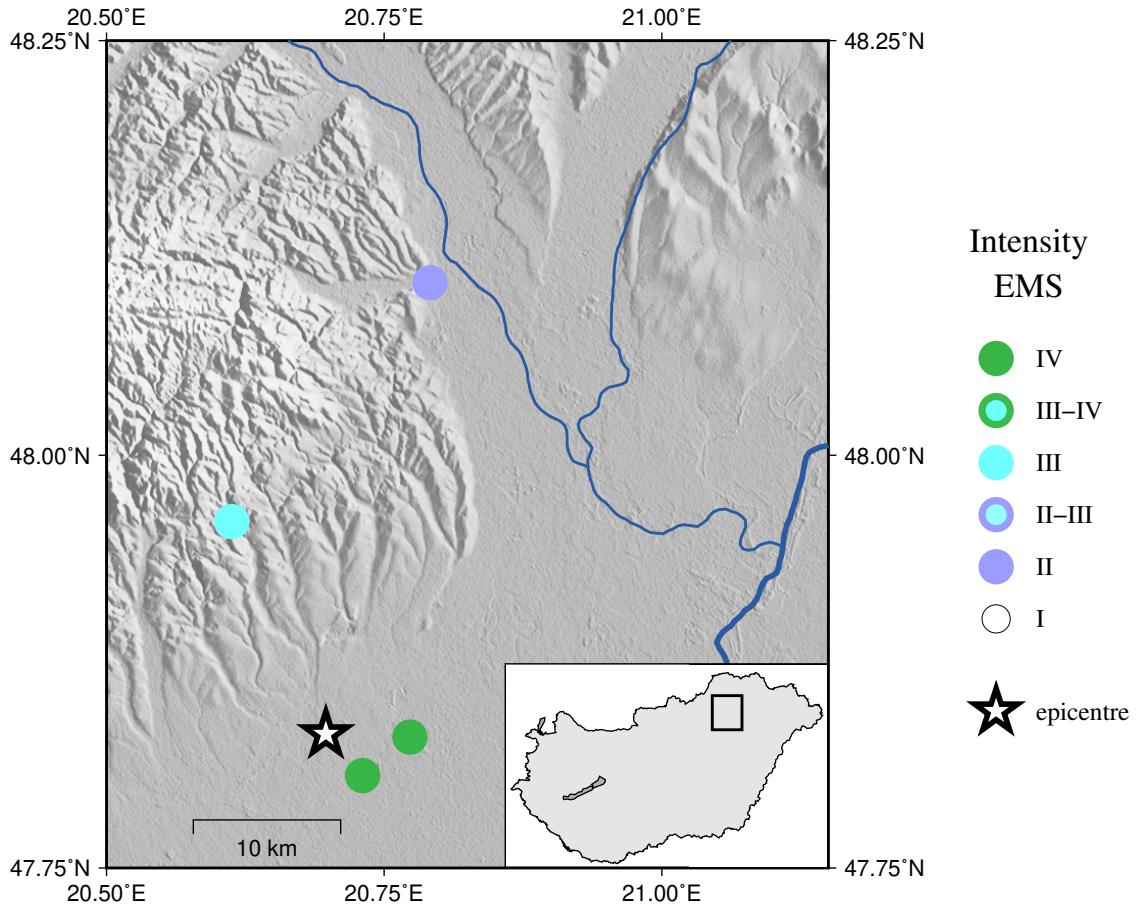 20.50°E 20.75°E 21.00°E
48.25°N 48.25°N
Intensity
EMS
IV
III–IV
48.00°N 48.00°N
III
II–III
II
I
epicentre
10 km
47.75°N 47.75°N
20.50°E 20.75°E 21.00°E